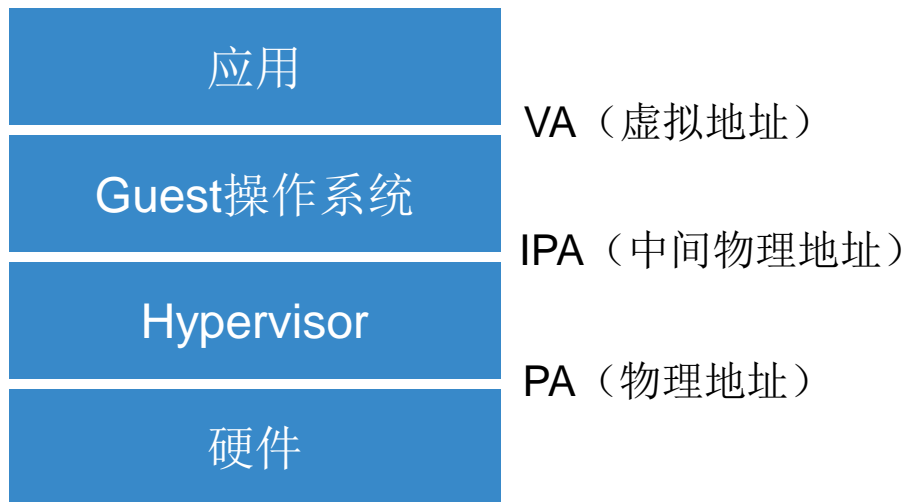 应用
VA（虚拟地址）
Guest操作系统
IPA（中间物理地址）
Hypervisor
PA（物理地址）
硬件